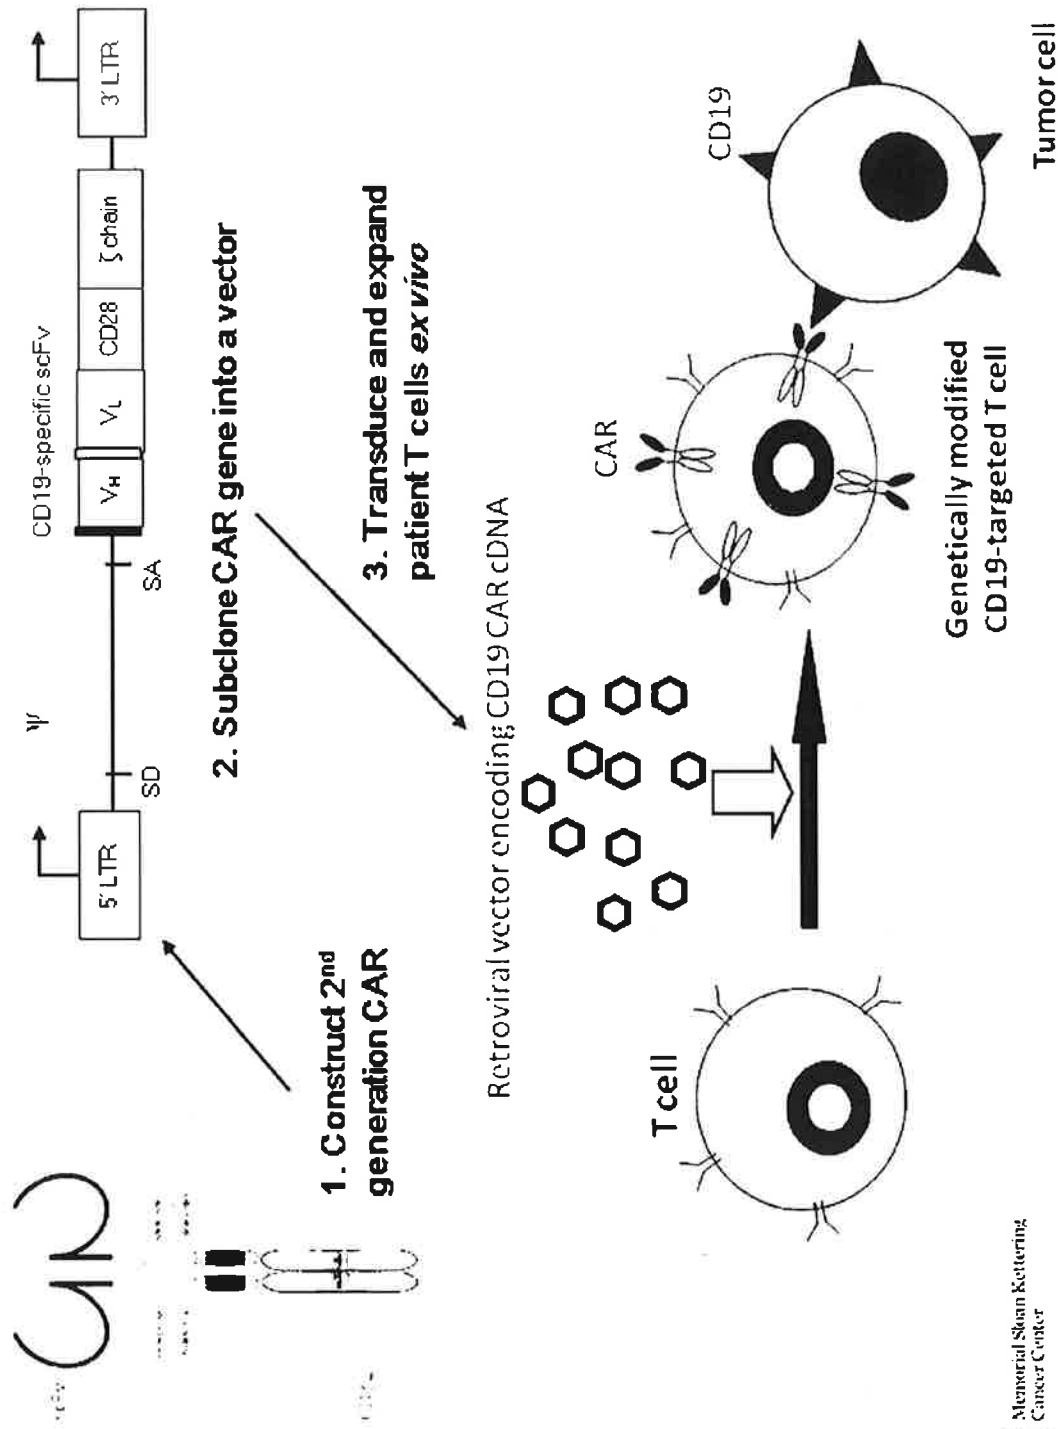 CD19-specific scFv
5′ LTR
SD
ψ
SA
VH
VL
CD28
ζ chain
3′ LTR
1. Construct 2nd
generation CAR
2. Subclone CAR gene into a vector
3. Transduce and expand
patient T cells ex vivo
Retroviral vector encoding CD19 CAR cDNA
T cell
CAR
CD19
Genetically modified
CD19-targeted T cell
Tumor cell
Memorial Sloan Kettering
Cancer Center